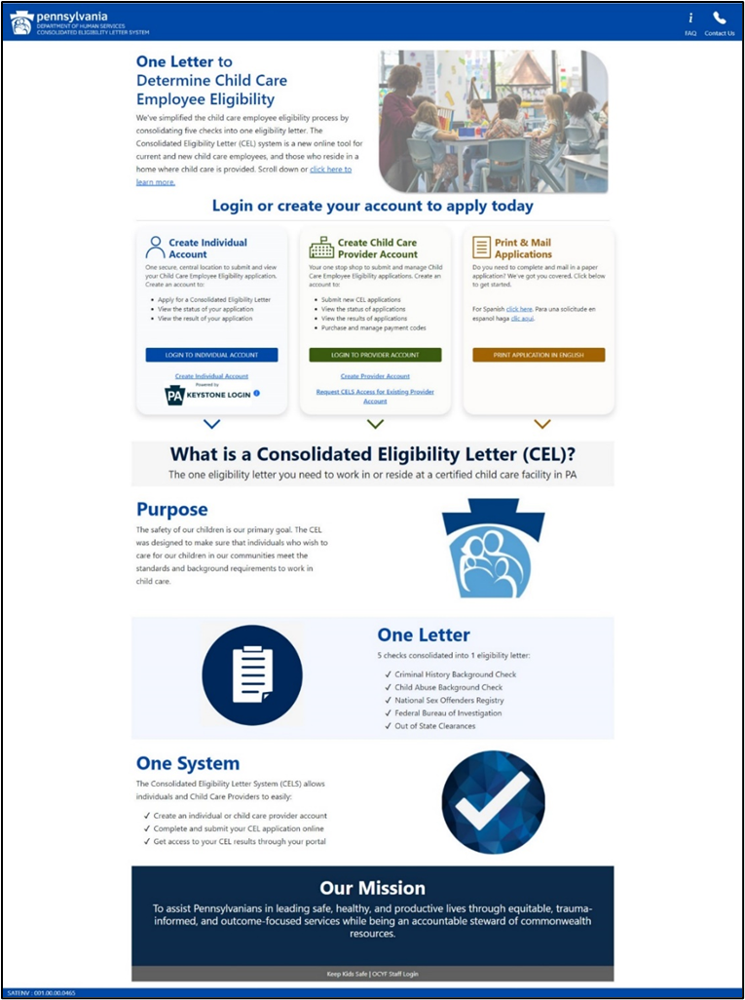 pennsylvania
DEPARTMENT OF HUMAN SERVICES
CONSOLIDATED ELIGIBILITY LETTER SYSTEM
i
FAQ
Contact Us
One Letter to
Determine Child Care
Employee Eligibility
We've simplified the child care employee eligibility process by
consolidating five checks into one eligibility letter. The
Consolidated Eligibility Letter (CEL) system is a new online tool for
current and new child care employees, and those who reside in a
home where child care is provided. Scroll down or click here to
learn more.
Login or create your account to apply today
Create Individual
Account
One secure, central location to submit and view
your Child Care Employee Eligibility application.
Create an account to:
• Apply for a Consolidated Eligibility Letter
• View the status of your application
• View the result of your application
LOGIN TO INDIVIDUAL ACCOUNT
Create Individual Account
Powered by
PA KEYSTONE LOGIN i
Create Child Care
Provider Account
Your one stop shop to submit and manage Child
Care Employee Eligibility applications. Create an
account to:
• Submit new CEL applications
• View the status of applications
• View the results of applications
• Purchase and manage payment codes
LOGIN TO PROVIDER ACCOUNT
Create Provider Account
Request CELS Access for Existing Provider
Account
Print & Mail
Applications
Do you need to complete and mail in a paper
application? We've got you covered. Click below
to get started.
For Spanish click here. Para una solicitude en
espanol haga clic aquí.
PRINT APPLICATION IN ENGLISH
What is a Consolidated Eligibility Letter (CEL)?
The one eligibility letter you need to work in or reside at a certified child care facility in PA
Purpose
The safety of our children is our primary goal. The CEL
was designed to make sure that individuals who wish to
care for our children in our communities meet the
standards and background requirements to work in
child care.
One Letter
5 checks consolidated into 1 eligibility letter:
✓ Criminal History Background Check
✓ Child Abuse Background Check
✓ National Sex Offenders Registry
✓ Federal Bureau of Investigation
✓ Out of State Clearances
One System
The Consolidated Eligibility Letter System (CELS) allows
individuals and Child Care Providers to easily:
✓ Create an individual or child care provider account
✓ Complete and submit your CEL application online
✓ Get access to your CEL results through your portal
Our Mission
To assist Pennsylvanians in leading safe, healthy, and productive lives through equitable, trauma-
informed, and outcome-focused services while being an accountable steward of commonwealth
resources.
Keep Kids Safe | OCYF Staff Login
SATENV : 001.00.00.0465